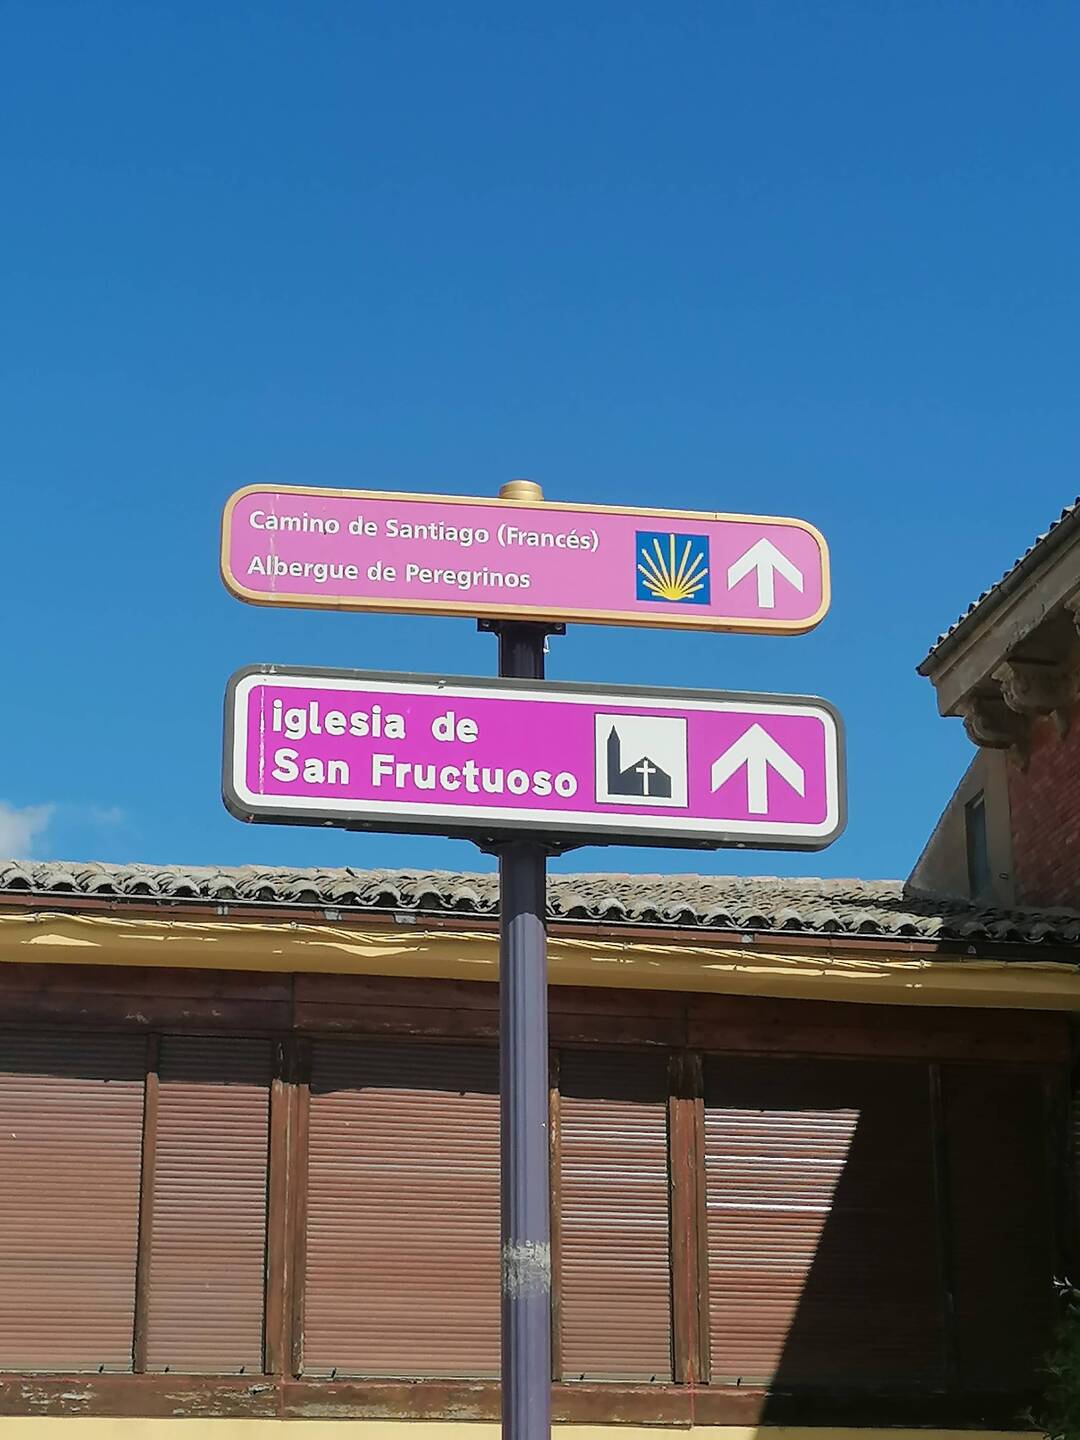 Camino de Santiago (Francés)
Albergue de Peregrinos
iglesia de
San Fructuoso